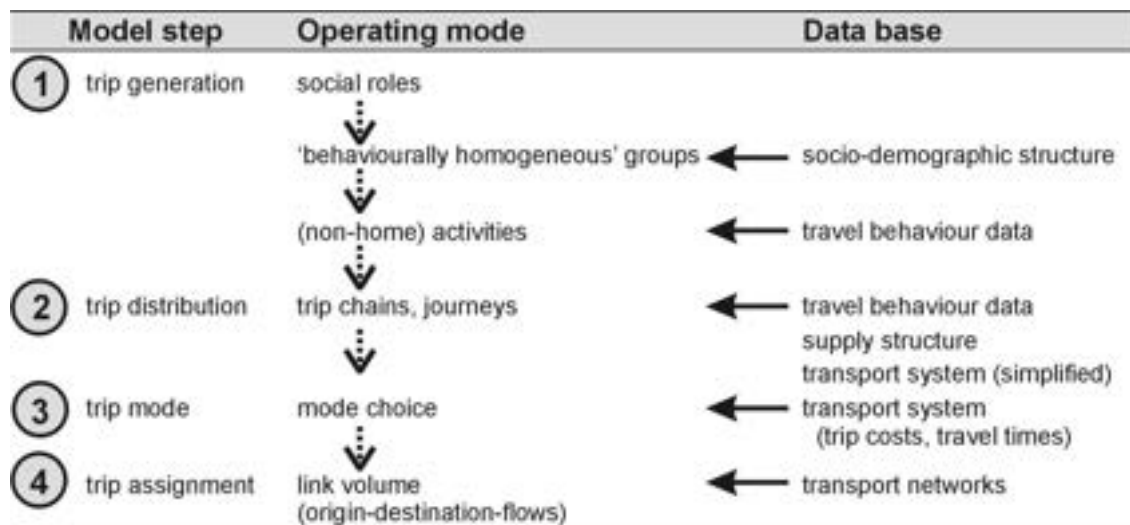 Model step Operating mode Data base
1 trip generation social roles
'behaviourally homogeneous' groups socio-demographic structure
(non-home) activities travel behaviour data
2 trip distribution trip chains, journeys travel behaviour data
supply structure
transport system (simplified)
3 trip mode mode choice transport system
(trip costs, travel times)
4 trip assignment link volume transport networks
(origin-destination-flows)